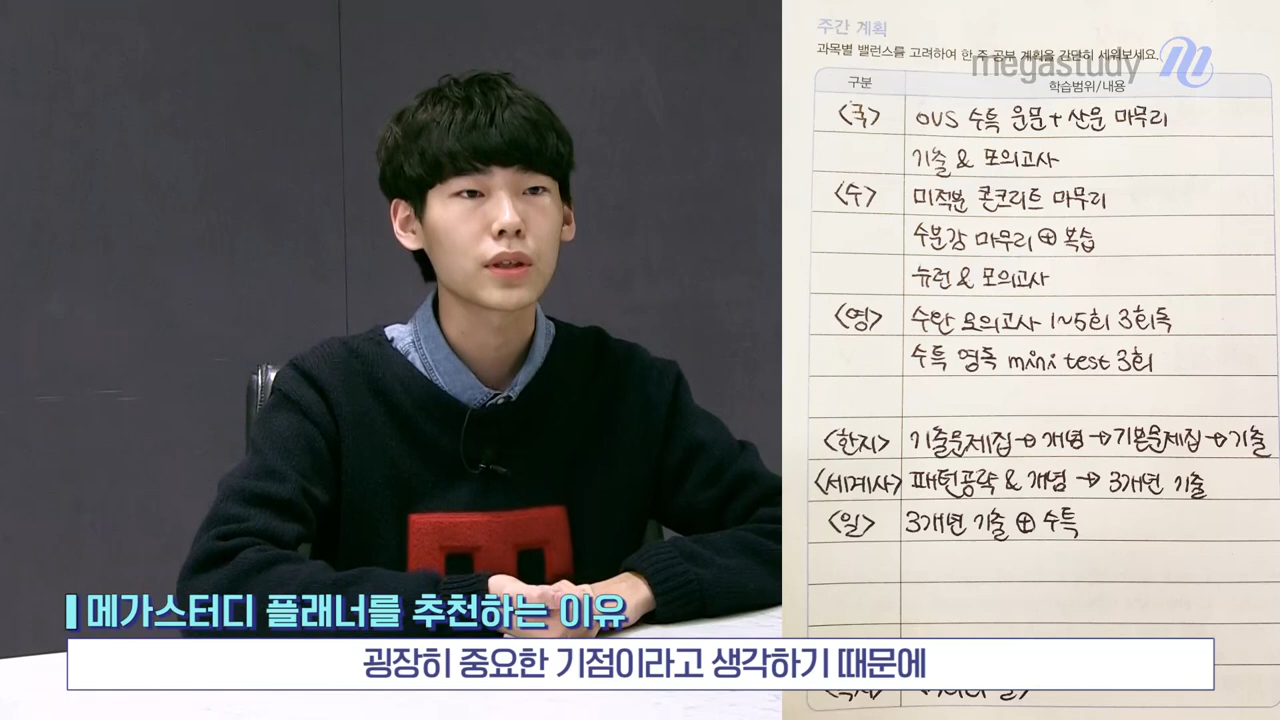 주간 계획
과목별 밸런스를 고려하여 한 주 공부 계획을 간단히 세워보세요.
megastudy
구분 학습범위/내용
<국> OVS 수특 운문 + 산문 마무리
기출 & 모의고사
<수> 미적분 콘크리트 마무리
수분감 마무리 ⊕ 복습
뉴런 & 모의고사
<영> 수완 모의고사 1~5회 3회독
수특 영독 mini test 3회
<한지> 기출문제집 → 개념 → 기본문제집 → 기출
<세계사> 패턴공략 & 개념 → 3개년 기출
<일> 3개년 기출 ⊕ 수특
메가스터디 플래너를 추천하는 이유
굉장히 중요한 기점이라고 생각하기 때문에